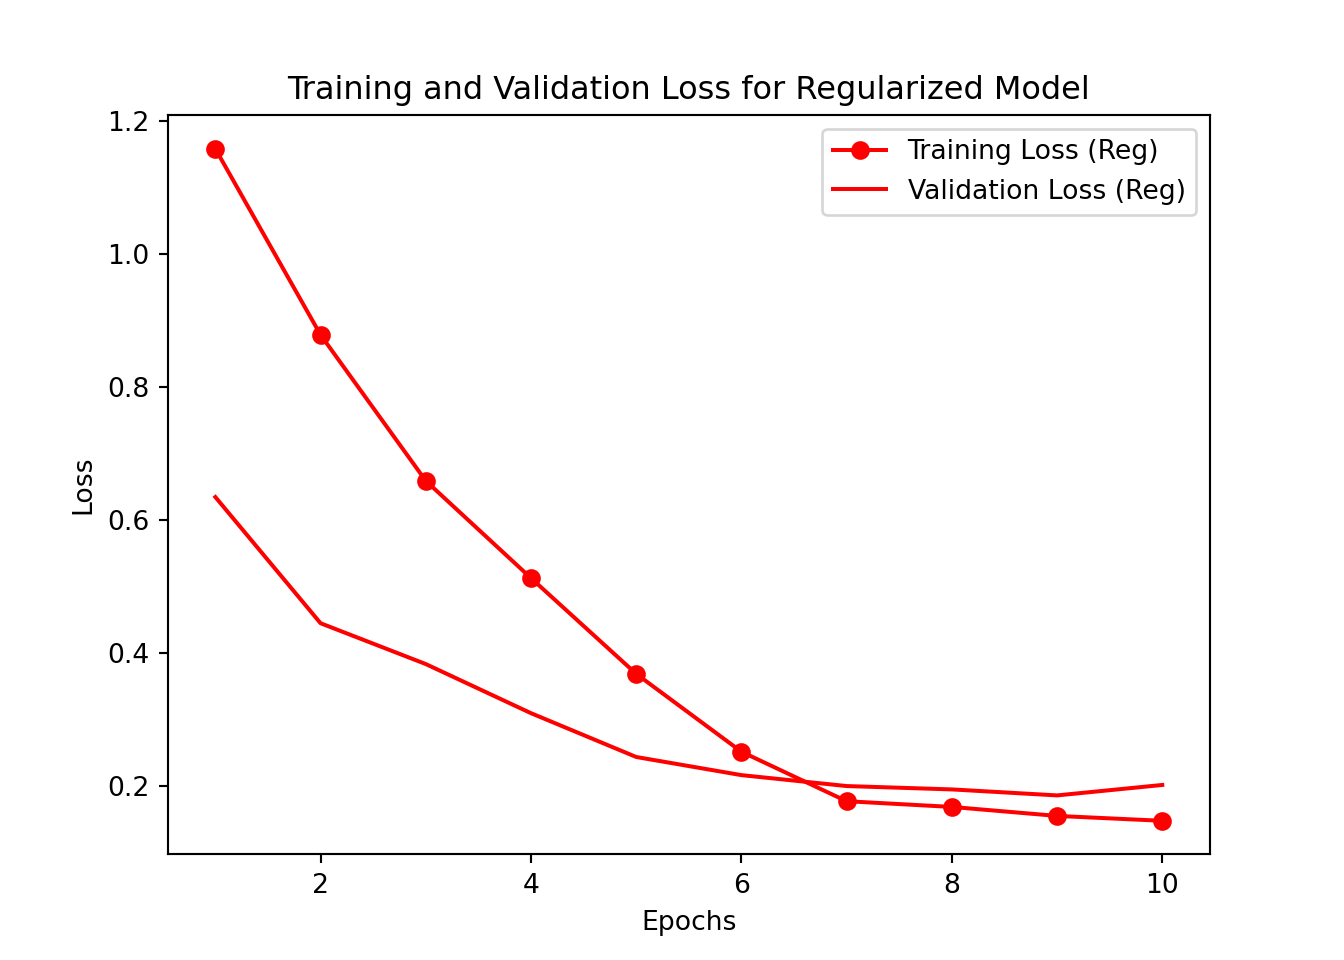 Training and Validation Loss for Regularized Model
Training Loss (Reg)
Validation Loss (Reg)
Loss
1.2
1.0
0.8
0.6
0.4
0.2
2 4 6 8 10
Epochs